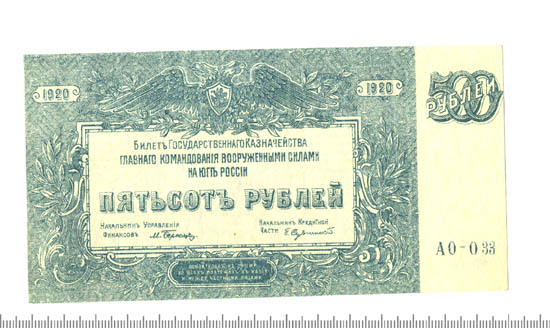 1920
1920
500
РУБЛЕЙ
БИЛЕТЪ ГОСУДАРСТВЕННАГО КАЗНАЧЕЙСТВА
ГЛАВНАГО КОМАНДОВАНІЯ ВООРУЖЕННЫМИ СИЛАМИ
НА ЮГѢ РОССІИ
ПЯТЬСОТЪ РУБЛЕЙ
НАЧАЛЬНИКЪ УПРАВЛЕНІЯ
ФИНАНСОВЪ
НАЧАЛЬНИКЪ КРЕДИТНОЙ
ЧАСТИ
АО-033